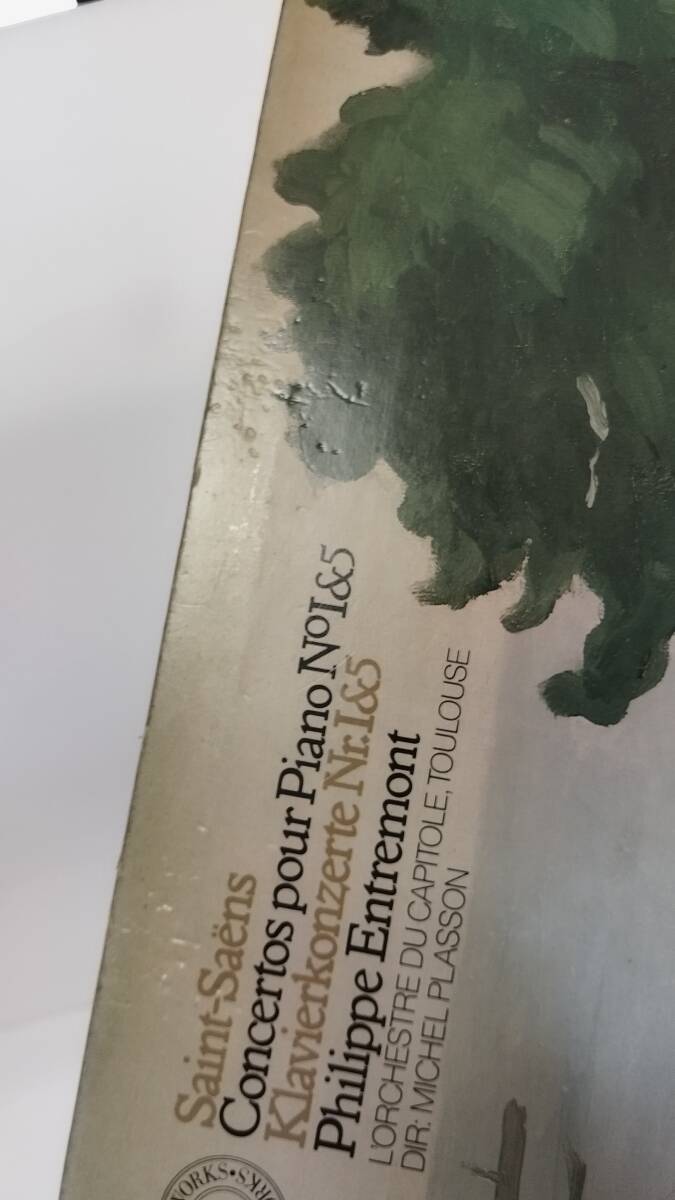 Saint-Saëns
Concertos pour Piano Nº 1&5
Klavierkonzerte Nr. 1&5
Philippe Entremont
L'ORCHESTRE DU CAPITOLE, TOULOUSE
DIR: MICHEL PLASSON